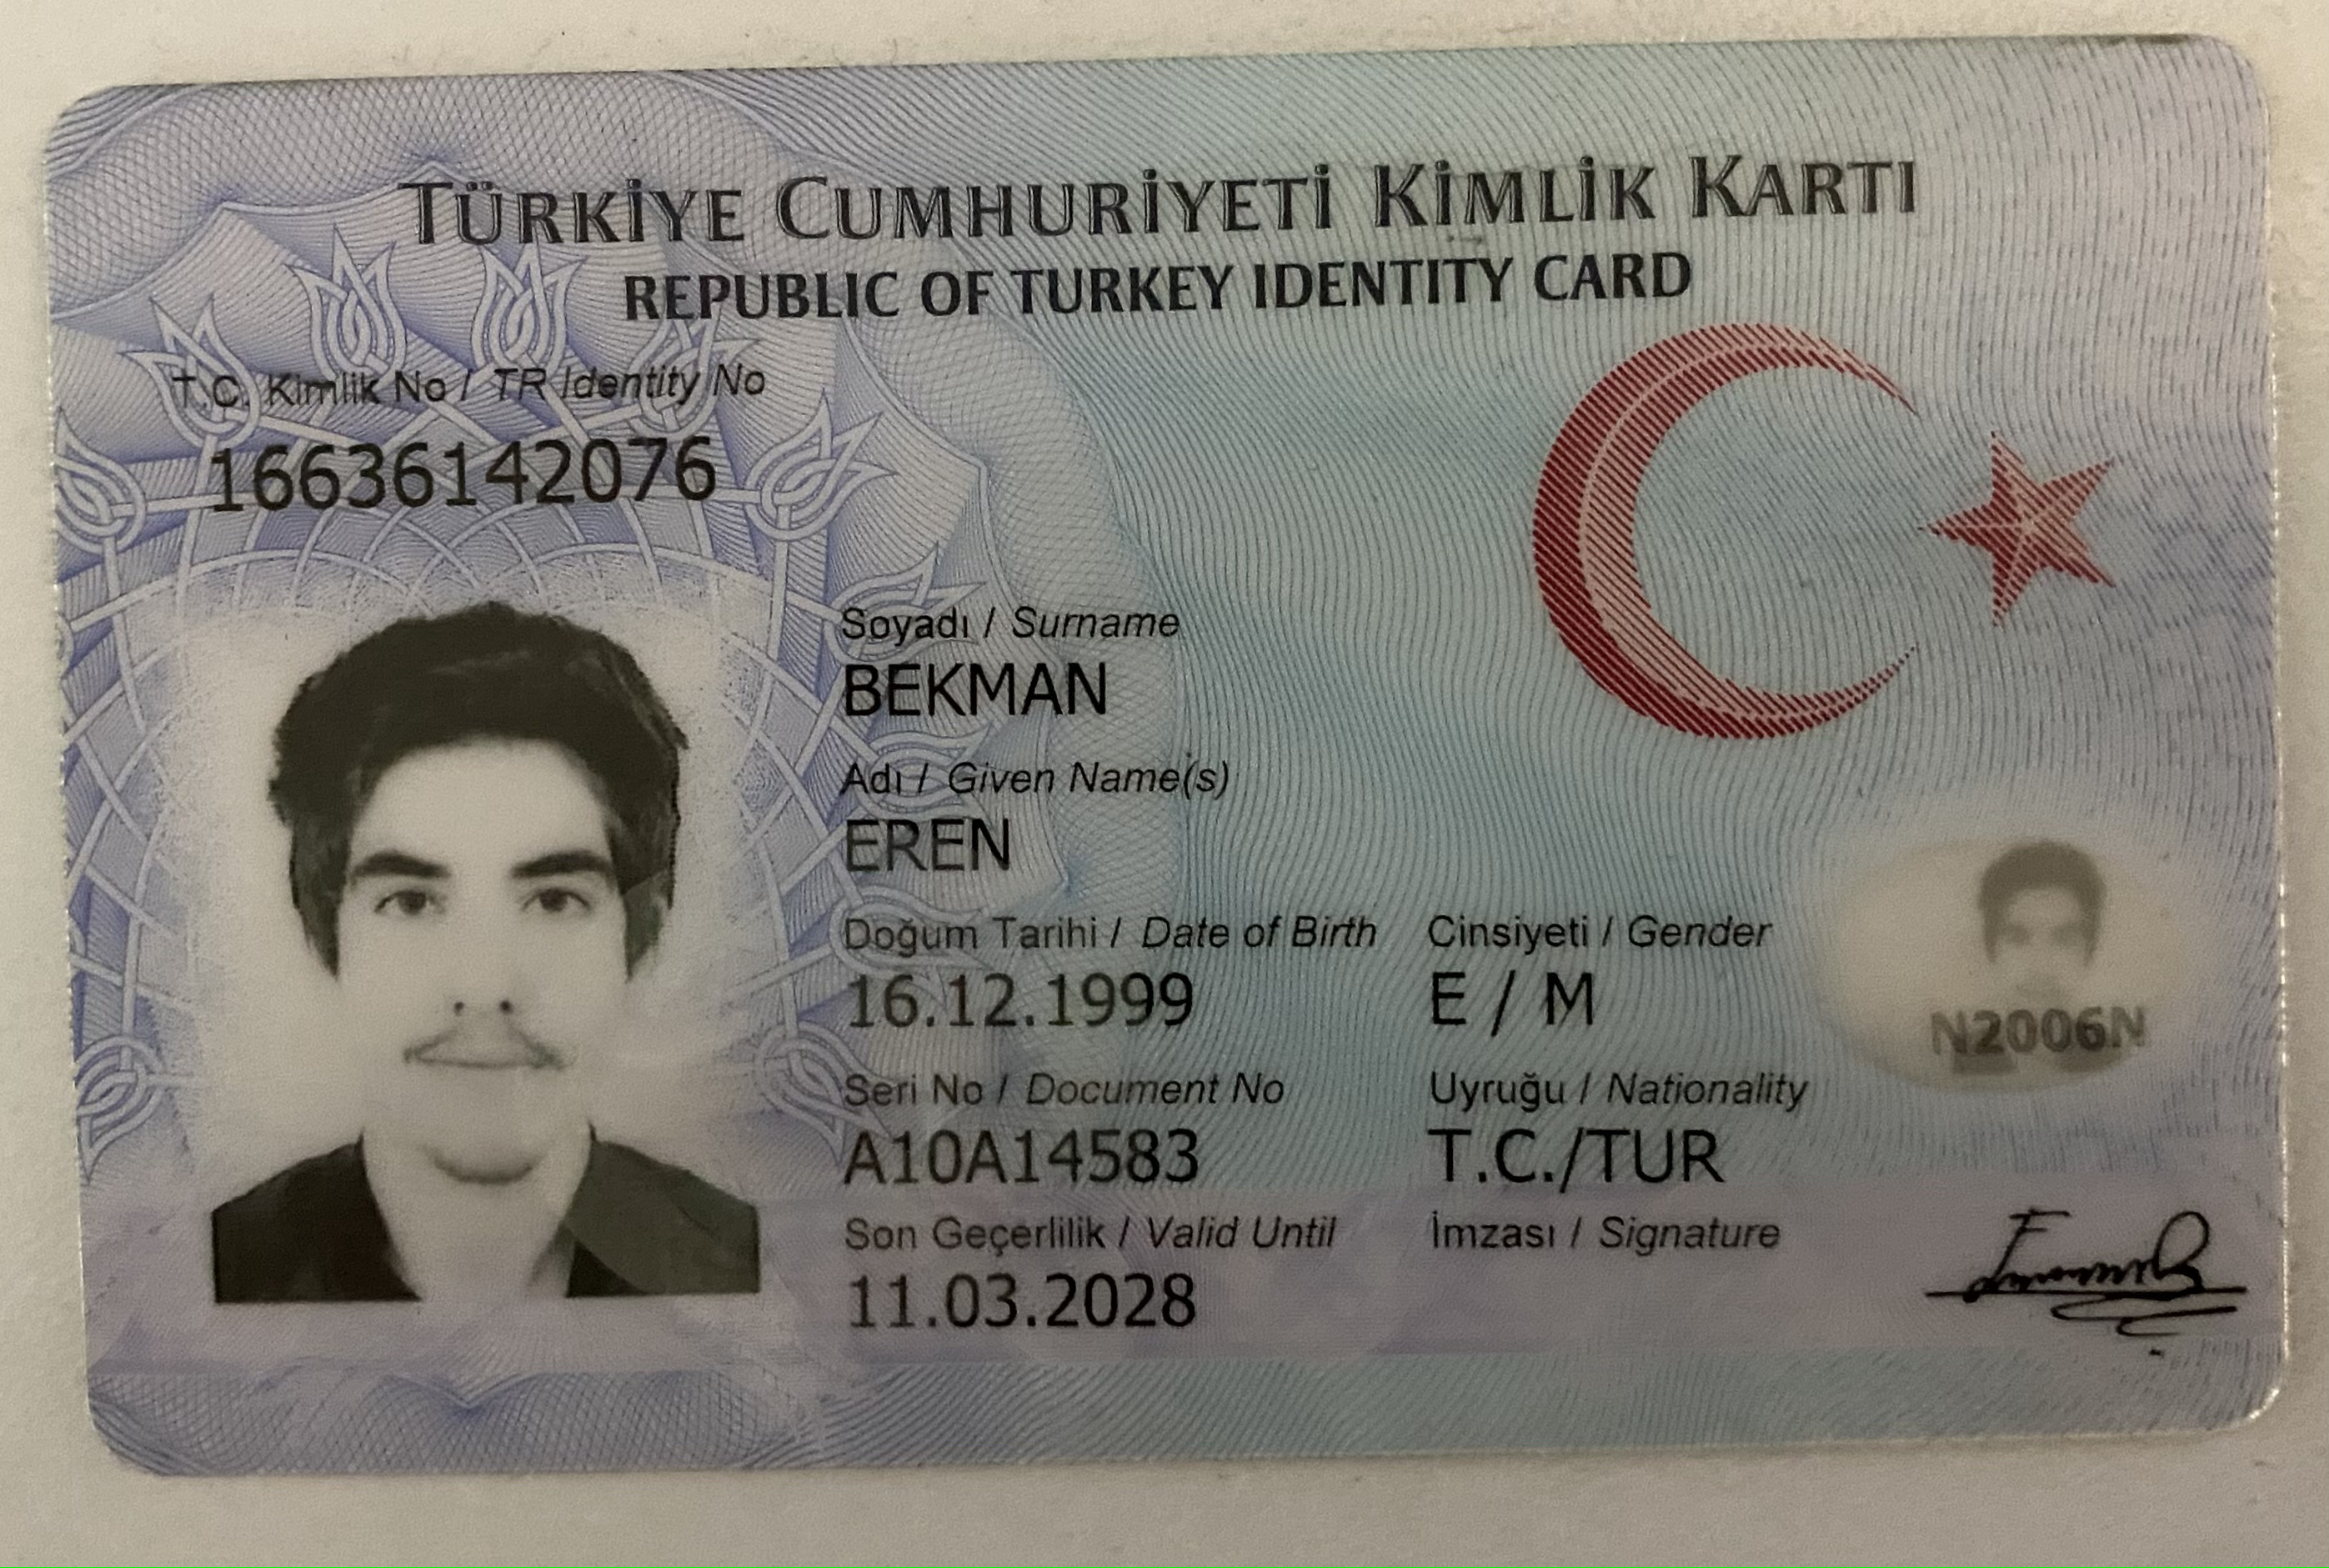 TÜRKİYE CUMHURİYETİ KİMLİK KARTI
REPUBLIC OF TURKEY IDENTITY CARD
T.C. Kimlik No / TR Identity No
16636142076
Soyadı / Surname
BEKMAN
Adı / Given Name(s)
EREN
Doğum Tarihi / Date of Birth Cinsiyeti / Gender
16.12.1999 E / M
N2006N
Seri No / Document No Uyruğu / Nationality
A10A14583 T.C./TUR
Son Geçerlilik / Valid Until İmzası / Signature
11.03.2028